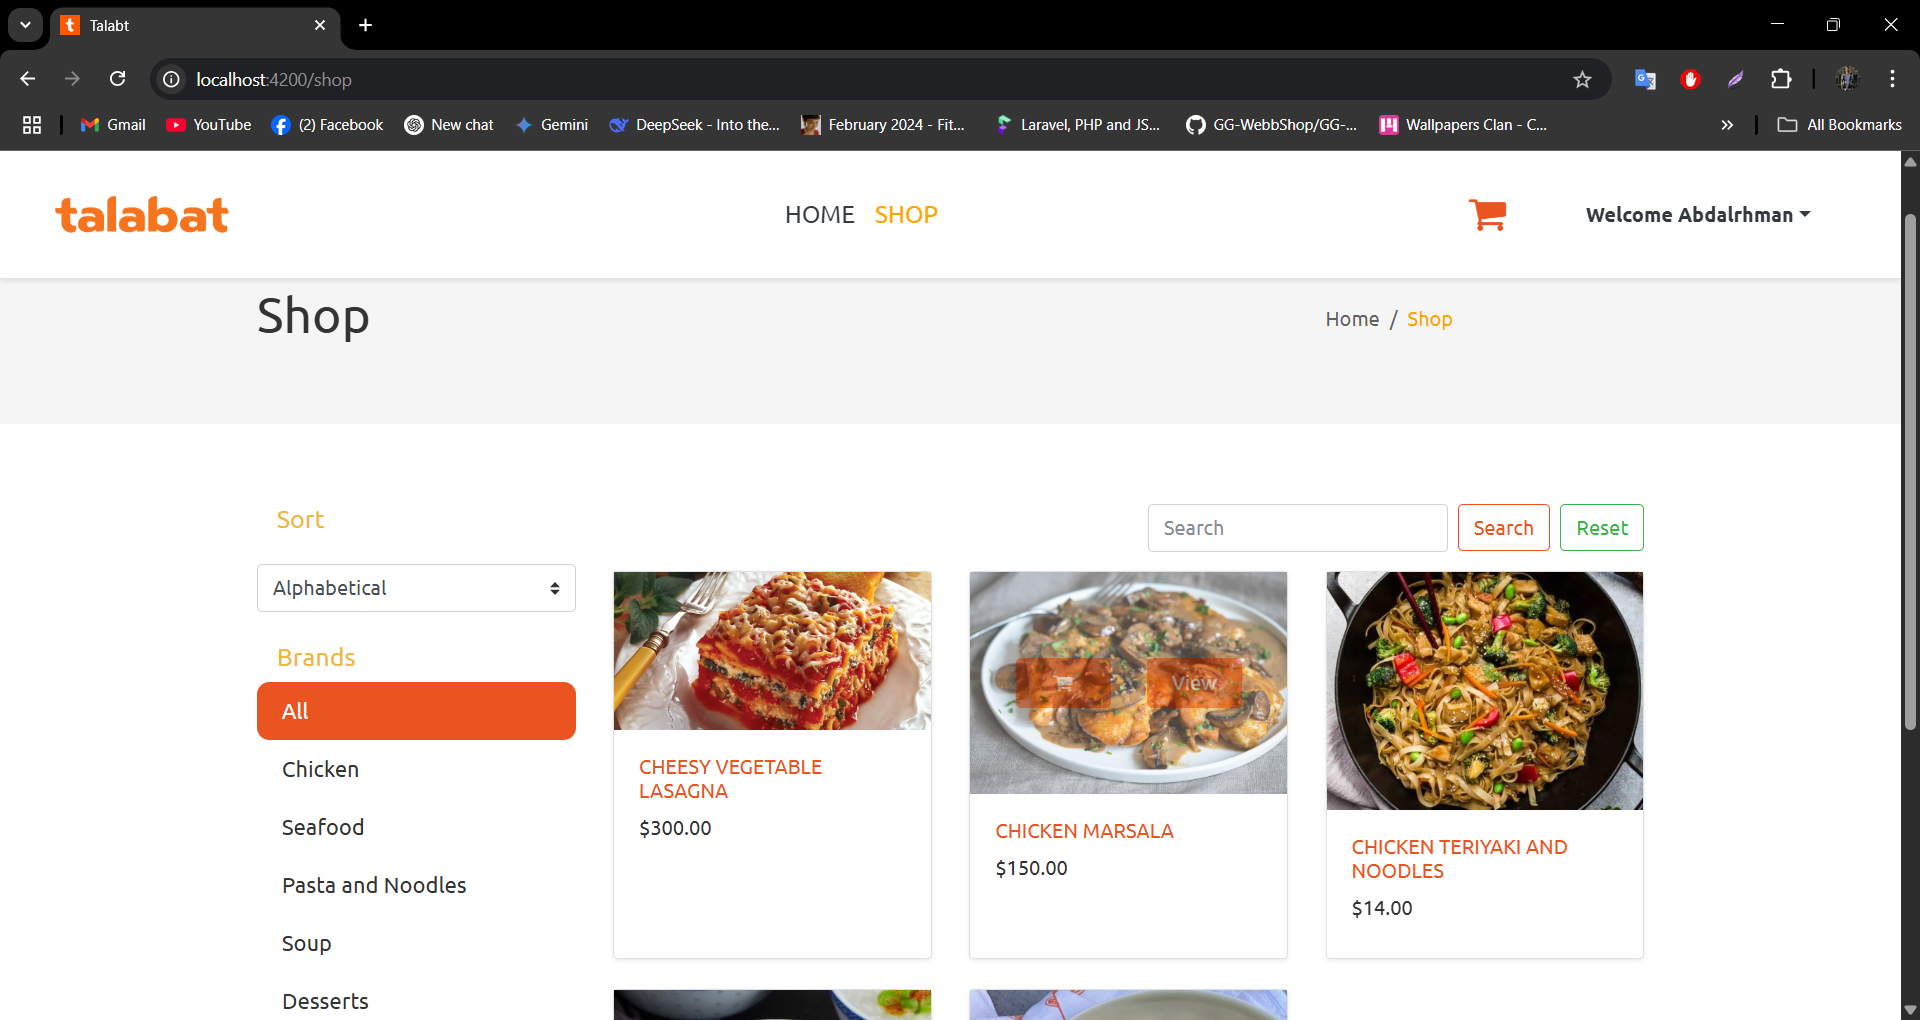 Talabt
localhost:4200/shop
Gmail
YouTube
(2) Facebook
New chat
Gemini
DeepSeek - Into the...
February 2024 - Fit...
Laravel, PHP and JS...
GG-WebbShop/GG-...
Wallpapers Clan - C...
All Bookmarks
talabat
HOME SHOP
Welcome Abdalrhman
Shop
Home / Shop
Sort
Search
Search
Reset
Alphabetical
Brands
All
Chicken
Seafood
Pasta and Noodles
Soup
Desserts
View
CHEESY VEGETABLE
LASAGNA
$300.00
CHICKEN MARSALA
$150.00
CHICKEN TERIYAKI AND
NOODLES
$14.00